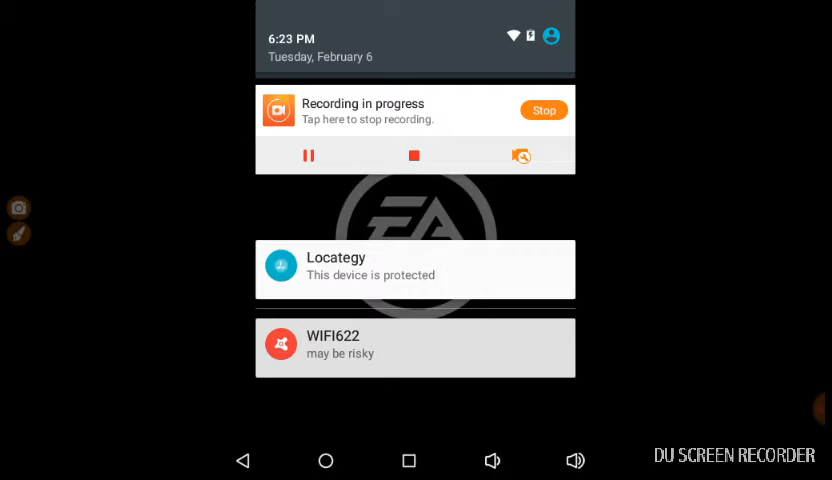 6:23 PM
Tuesday, February 6
Recording in progress
Tap here to stop recording.
Stop
EA
Locategy
This device is protected
WIFI622
may be risky
DU SCREEN RECORDER